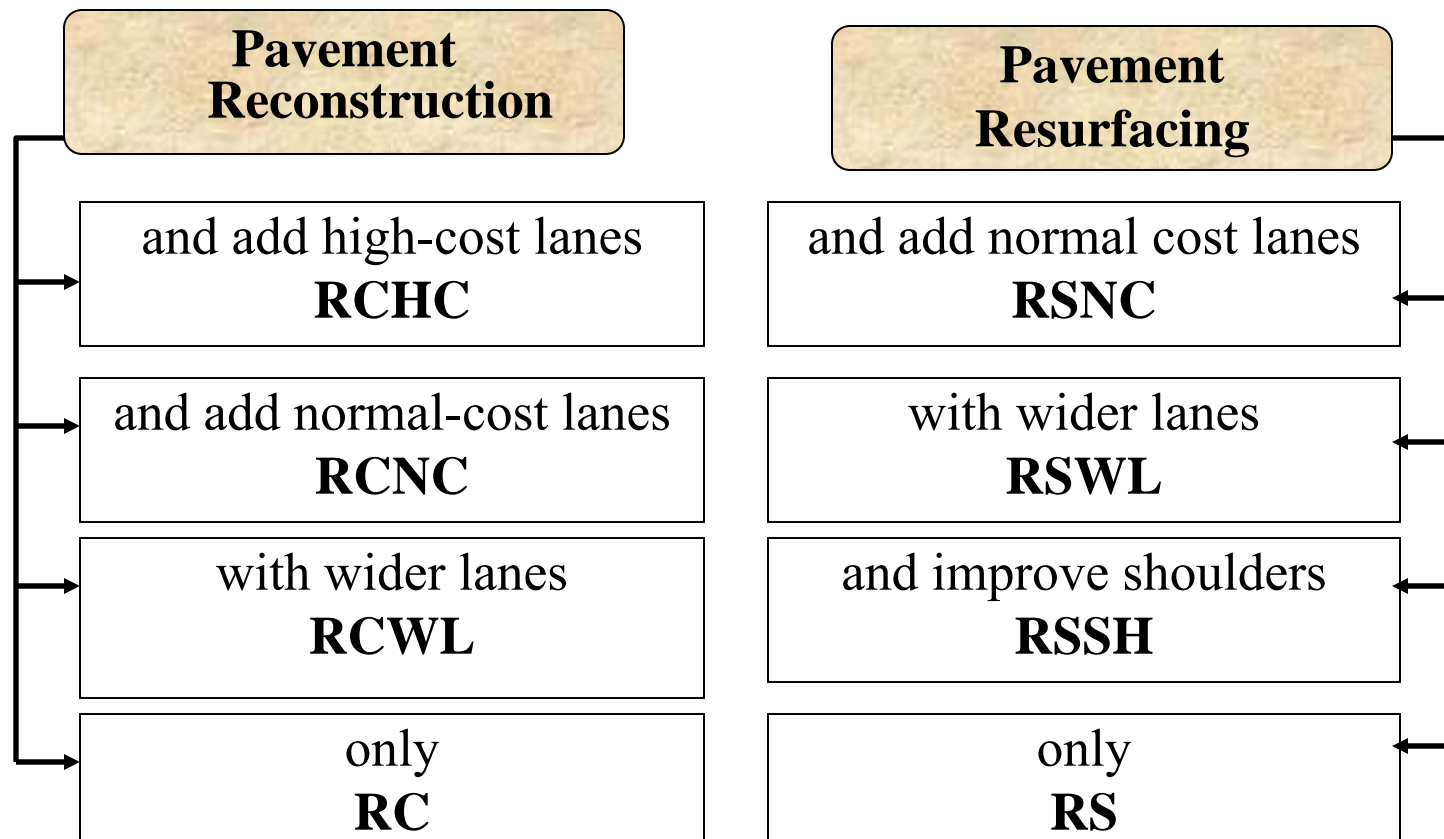 Pavement
Reconstruction
and add high-cost lanes
RCHC
and add normal-cost lanes
RCNC
with wider lanes
RCWL
only
RC
Pavement
Resurfacing
and add normal cost lanes
RSNC
with wider lanes
RSWL
and improve shoulders
RSSH
only
RS